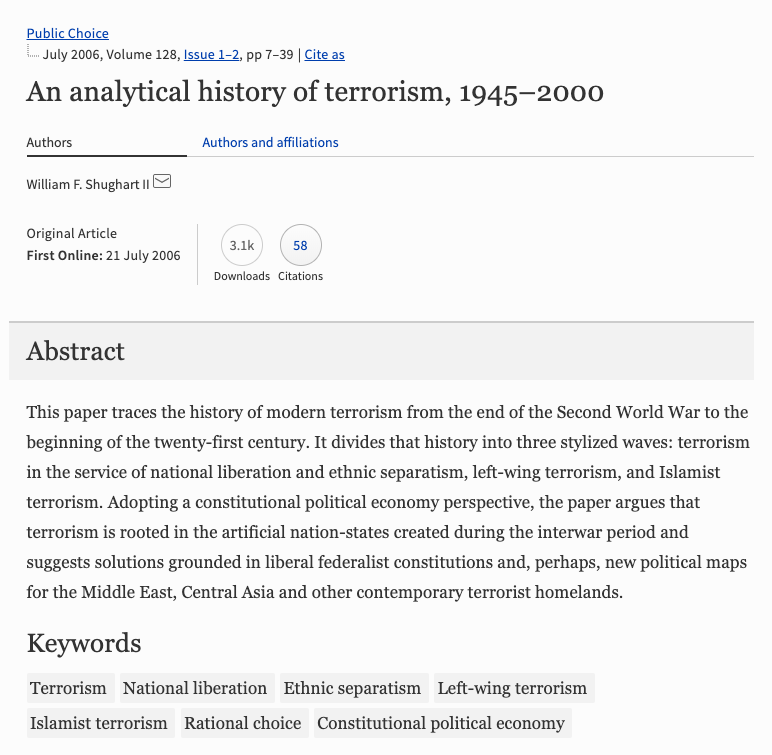 Public Choice
July 2006, Volume 128, Issue 1–2, pp 7–39 | Cite as
An analytical history of terrorism, 1945–2000
Authors Authors and affiliations
William F. Shughart II
Original Article
First Online: 21 July 2006
3.1k 58
Downloads Citations
Abstract
This paper traces the history of modern terrorism from the end of the Second World War to the
beginning of the twenty-first century. It divides that history into three stylized waves: terrorism
in the service of national liberation and ethnic separatism, left-wing terrorism, and Islamist
terrorism. Adopting a constitutional political economy perspective, the paper argues that
terrorism is rooted in the artificial nation-states created during the interwar period and
suggests solutions grounded in liberal federalist constitutions and, perhaps, new political maps
for the Middle East, Central Asia and other contemporary terrorist homelands.
Keywords
Terrorism National liberation Ethnic separatism Left-wing terrorism
Islamist terrorism Rational choice Constitutional political economy